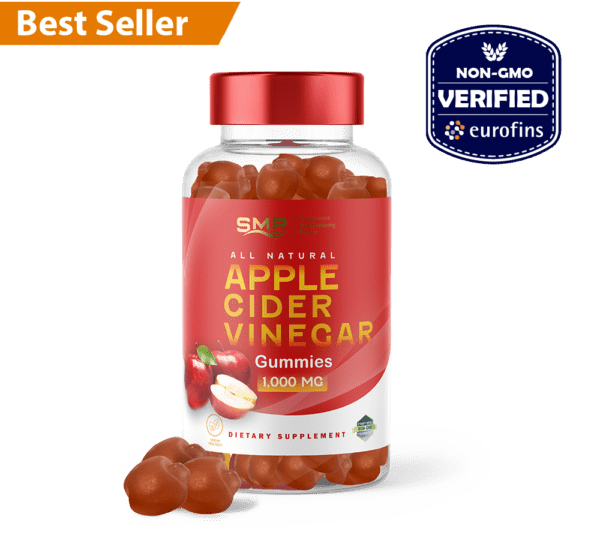 Best Seller
NON-GMO
VERIFIED
eurofins
SMP
ALL NATURAL
APPLE
CIDER
VINEGAR
Gummies
1,000 MG
DIETARY SUPPLEMENT